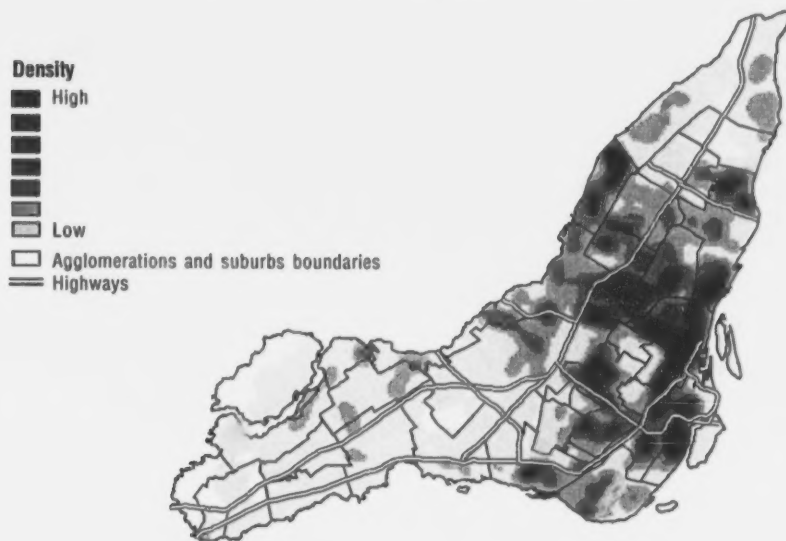 Density
High
Low
Agglomerations and suburbs boundaries
Highways